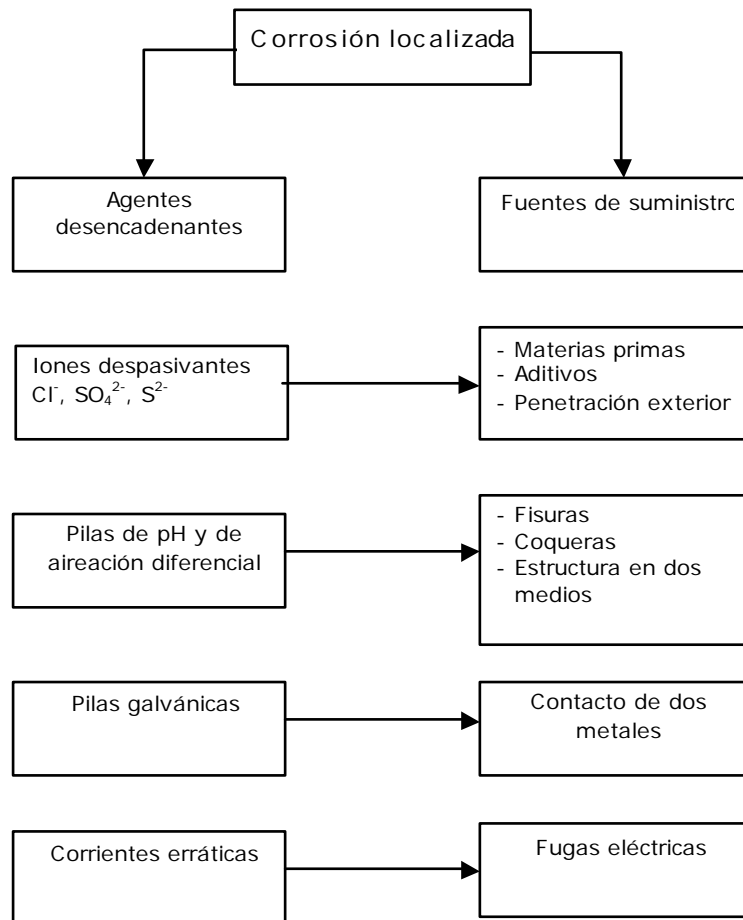 Corrosión localizada
Agentes
desencadenantes
Fuentes de suministro
Iones despasivantes
Cl⁻, SO₄²⁻, S²⁻
- Materias primas
- Aditivos
- Penetración exterior
Pilas de pH y de
aireación diferencial
- Fisuras
- Coqueras
- Estructura en dos
medios
Pilas galvánicas
Contacto de dos
metales
Corrientes erráticas
Fugas eléctricas